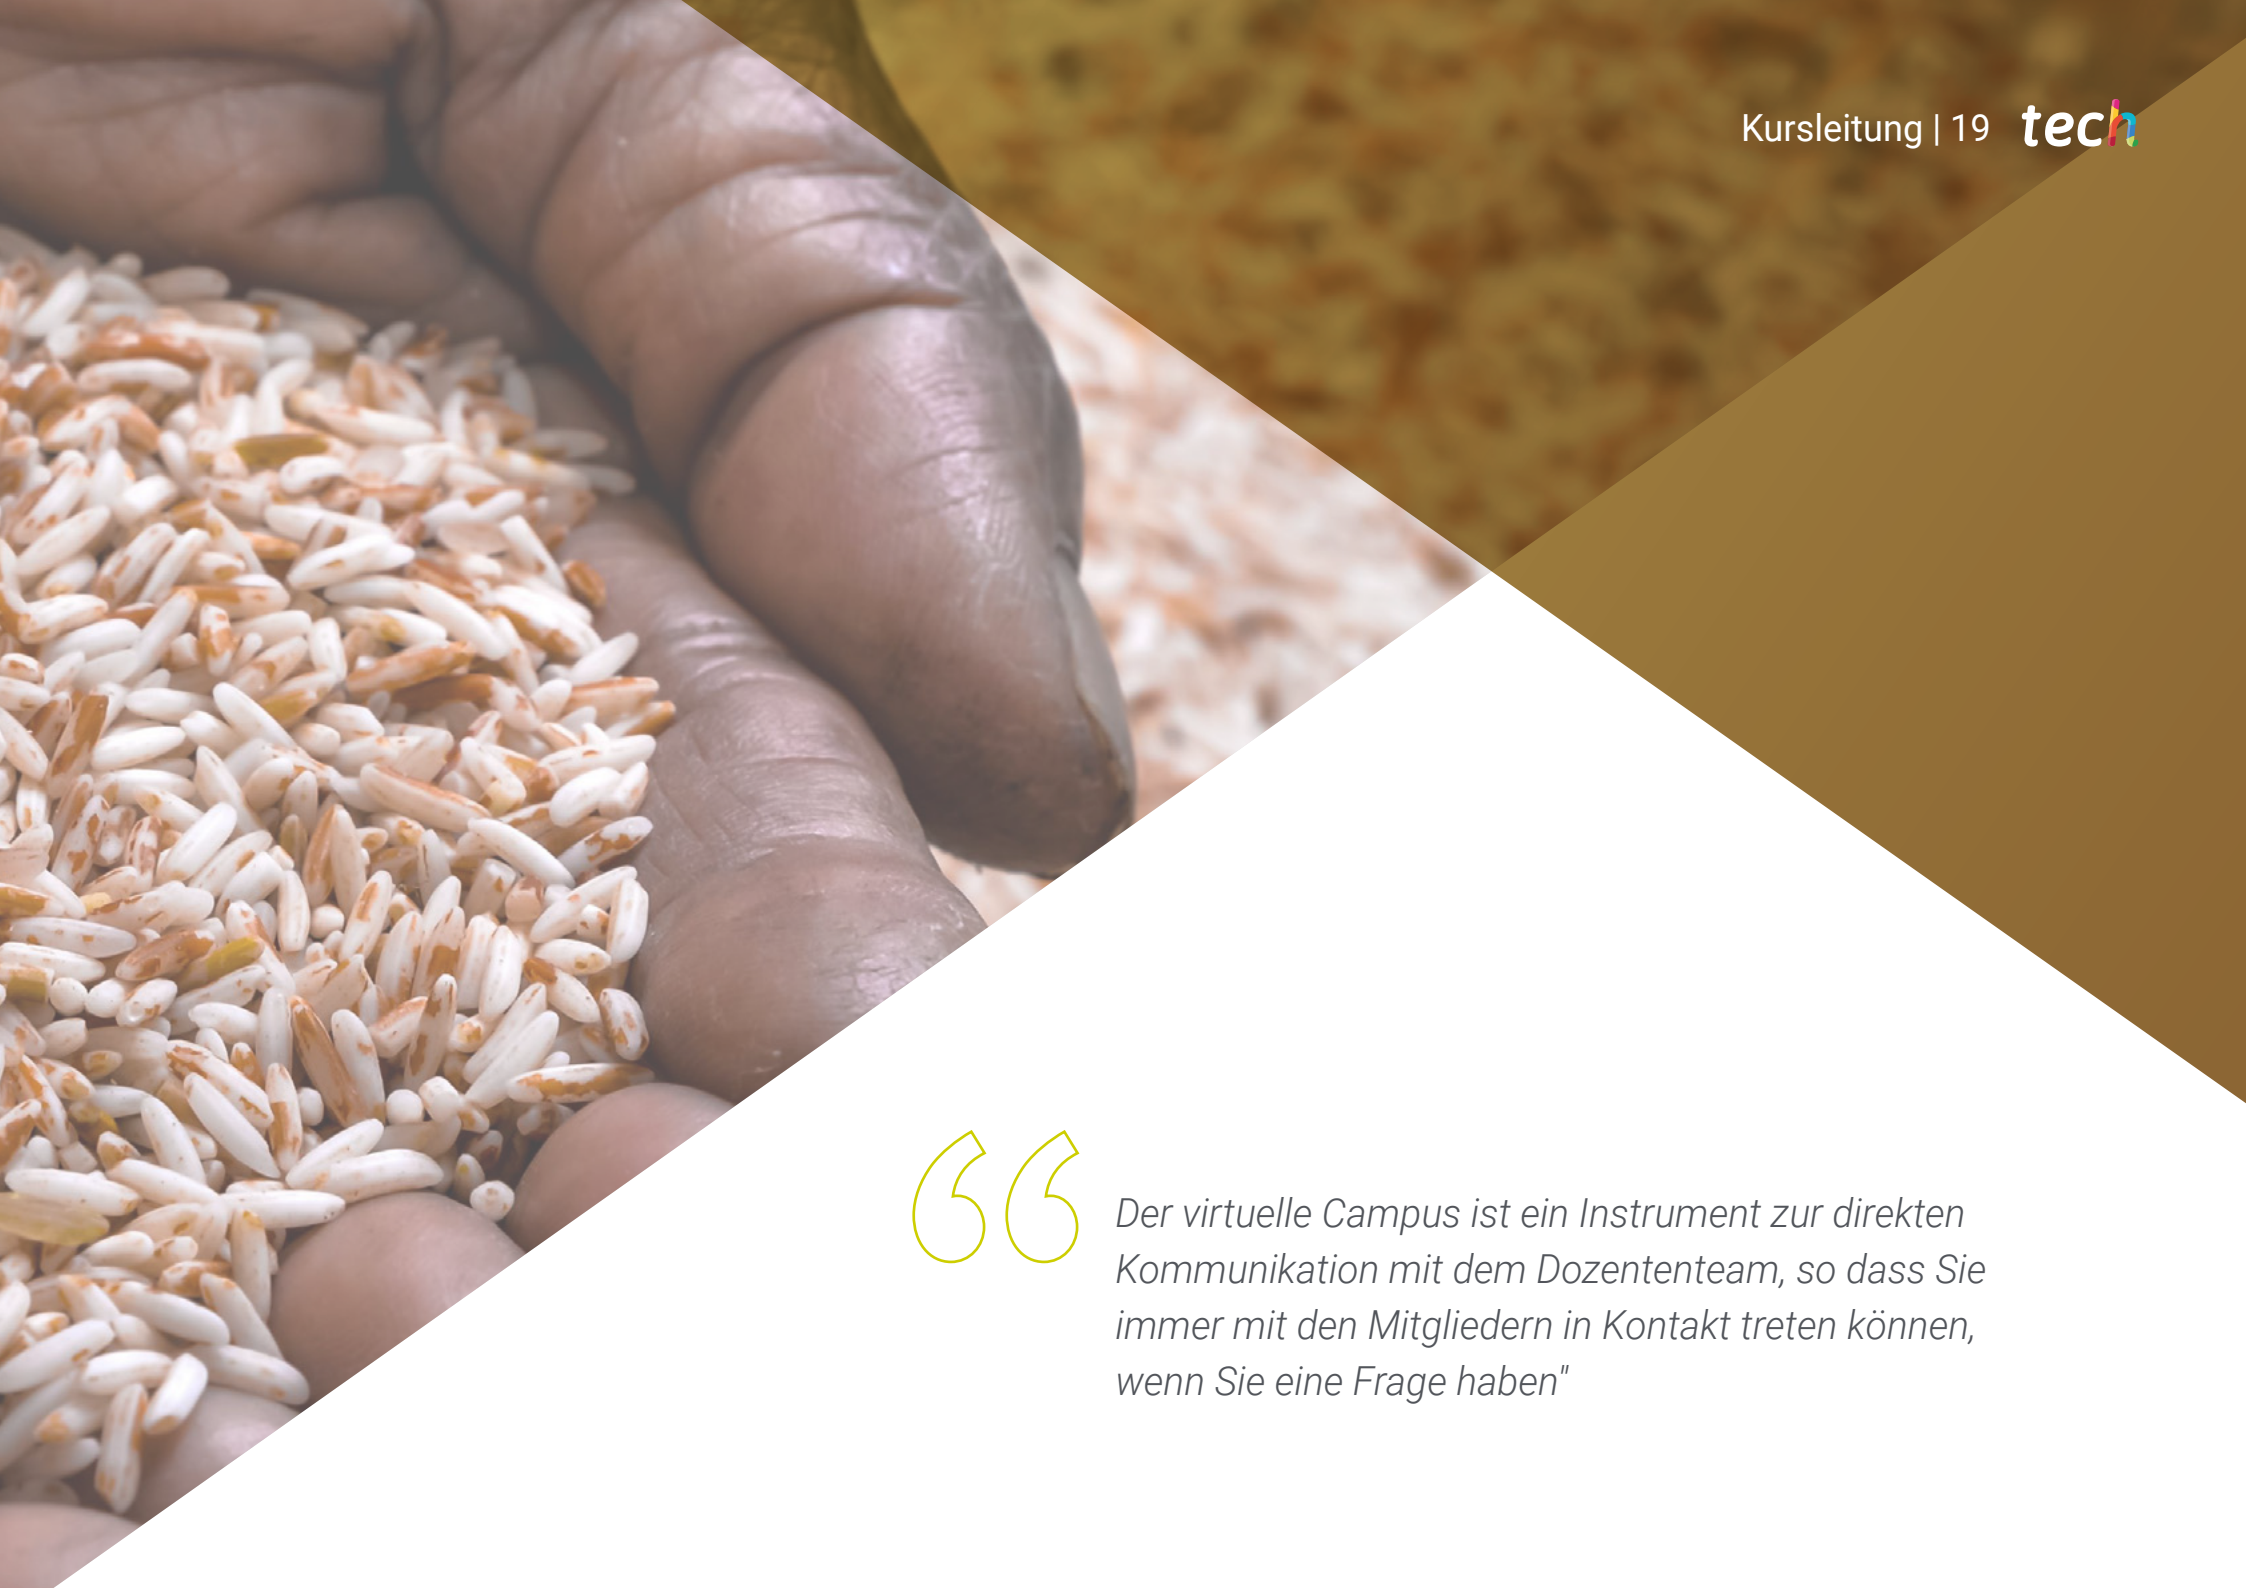 Kursleitung | 19 tech
Der virtuelle Campus ist ein Instrument zur direkten
Kommunikation mit dem Dozententeam, so dass Sie
immer mit den Mitgliedern in Kontakt treten können,
wenn Sie eine Frage haben"